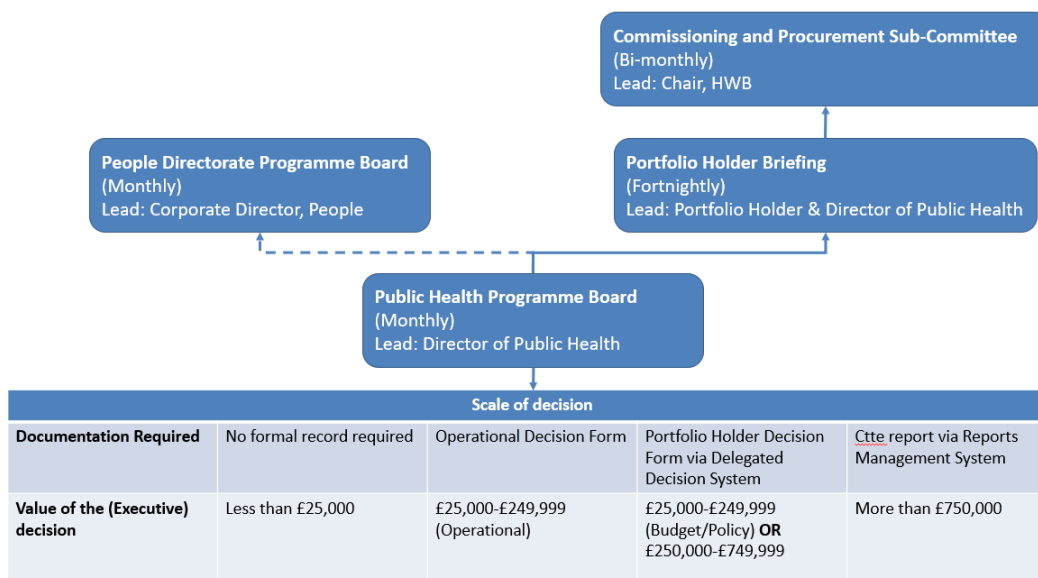 Commissioning and Procurement Sub-Committee
(Bi-monthly)
Lead: Chair, HWB
People Directorate Programme Board
(Monthly)
Lead: Corporate Director, People
Portfolio Holder Briefing
(Fortnightly)
Lead: Portfolio Holder & Director of Public Health
Public Health Programme Board
(Monthly)
Lead: Director of Public Health
Scale of decision
Documentation Required
No formal record required
Operational Decision Form
Portfolio Holder Decision
Form via Delegated
Decision System
Ctte report via Reports
Management System
Value of the (Executive)
decision
Less than £25,000
£25,000-£249,999
(Operational)
£25,000-£249,999
(Budget/Policy) OR
£250,000-£749,999
More than £750,000